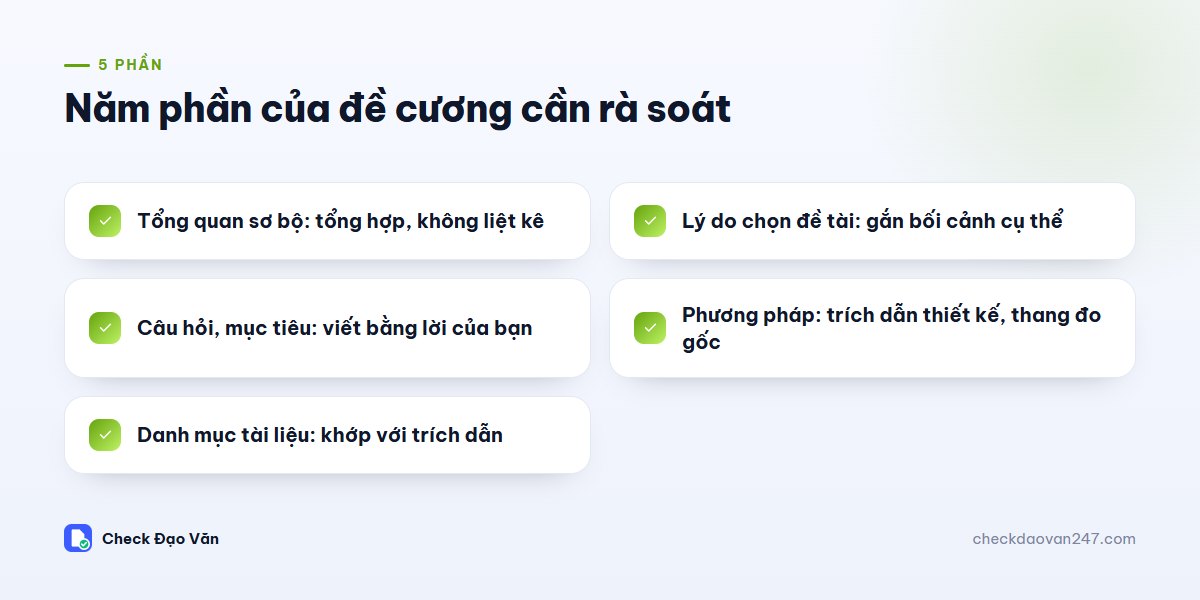 5 PHẦN
Năm phần của đề cương cần rà soát
Tổng quan sơ bộ: tổng hợp, không liệt kê
Lý do chọn đề tài: gắn bối cảnh cụ thể
Câu hỏi, mục tiêu: viết bằng lời của bạn
Phương pháp: trích dẫn thiết kế, thang đo
gốc
Danh mục tài liệu: khớp với trích dẫn
Check Đạo Văn
checkdaovan247.com